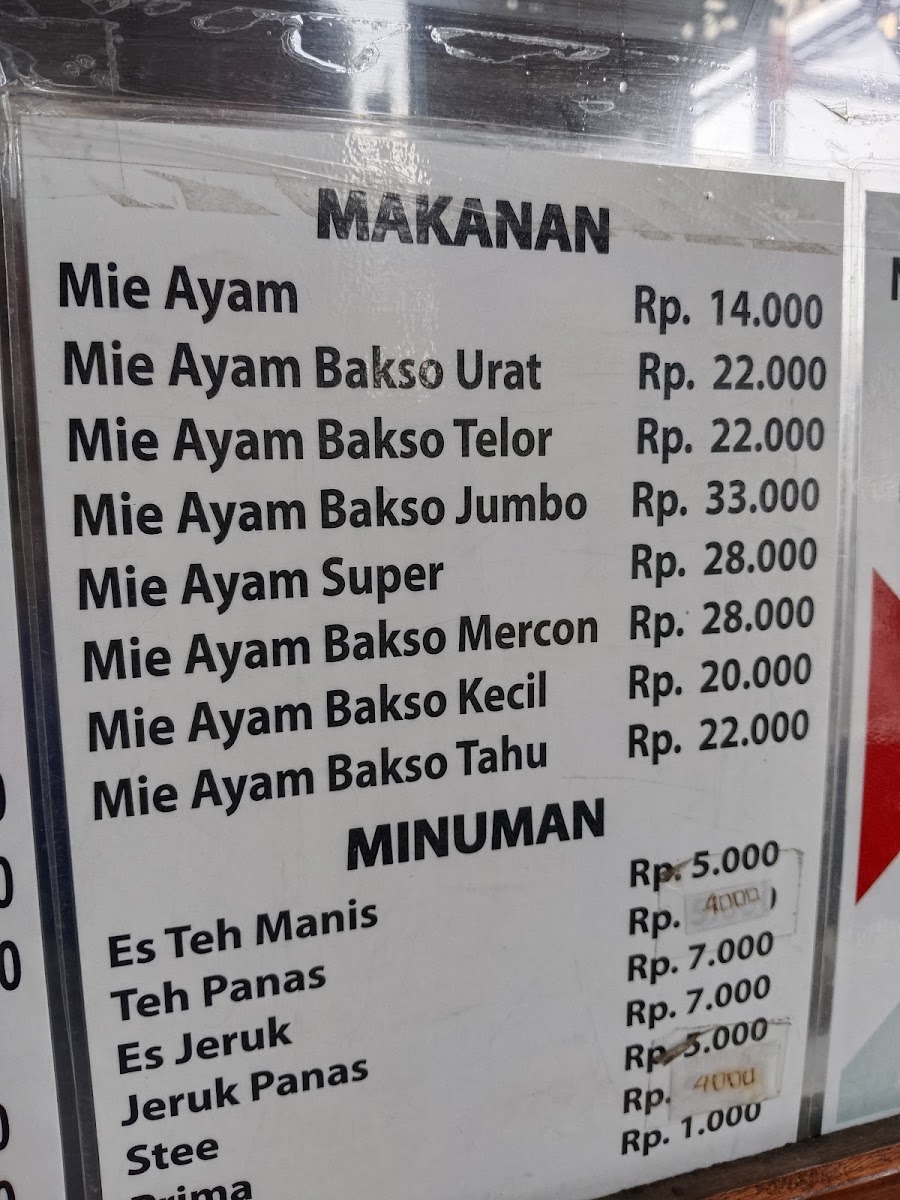 MAKANAN
Mie Ayam Rp. 14.000
Mie Ayam Bakso Urat Rp. 22.000
Mie Ayam Bakso Telor Rp. 22.000
Mie Ayam Bakso Jumbo Rp. 33.000
Mie Ayam Super Rp. 28.000
Mie Ayam Bakso Mercon Rp. 28.000
Mie Ayam Bakso Kecil Rp. 20.000
Mie Ayam Bakso Tahu Rp. 22.000
MINUMAN
Es Teh Manis Rp. 5.000
Teh Panas Rp. 4000
Es Jeruk Rp. 7.000
Jeruk Panas Rp. 7.000
Stee Rp. 5.000
Prima Rp. 4000
Rp. 1.000